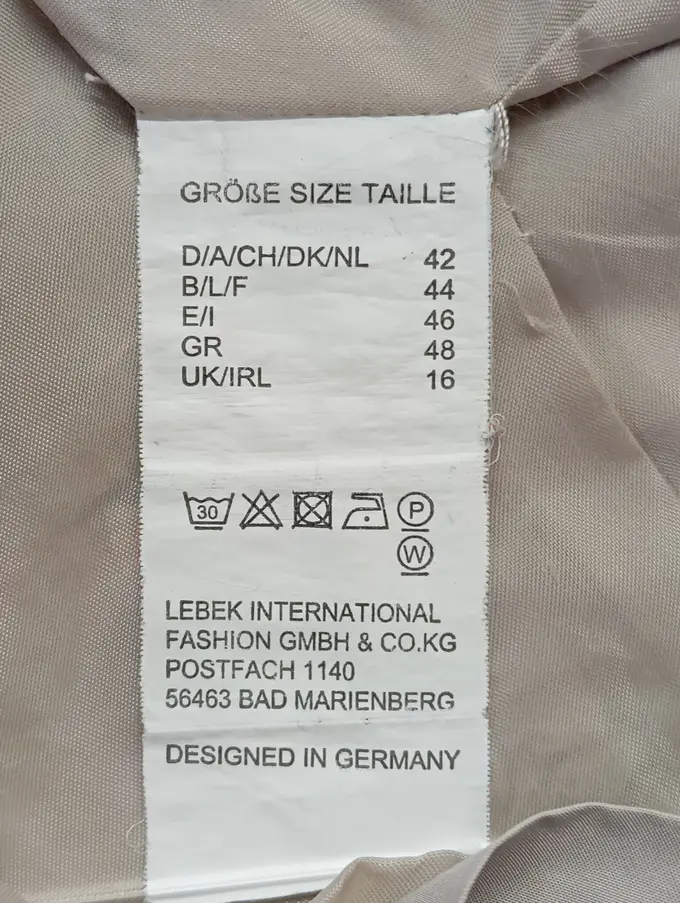 GRÖßE SIZE TAILLE
D/A/CH/DK/NL 42
B/L/F 44
E/I 46
GR 48
UK/IRL 16
30
P
W
LEBEK INTERNATIONAL
FASHION GMBH & CO.KG
POSTFACH 1140
56463 BAD MARIENBERG
DESIGNED IN GERMANY